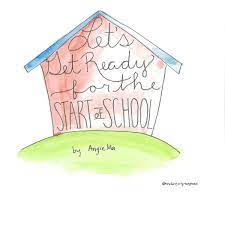 Let's
Get Ready
for the
START of SCHOOL
by Angie Ma